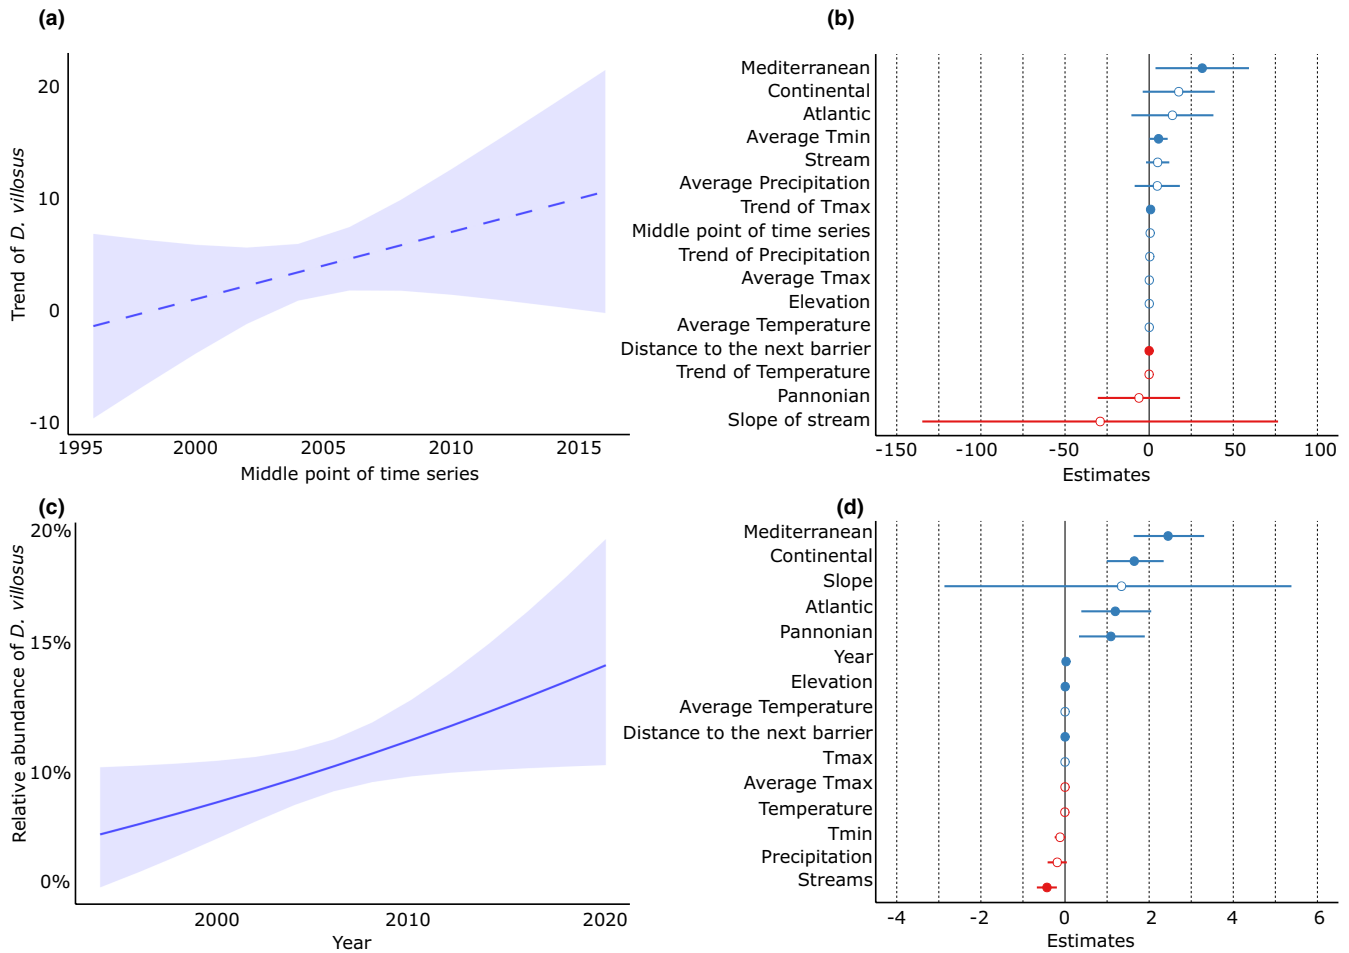 (a)
20
10
0
-10
Trend of D. villosus
1995
2000
2005
2010
2015
Middle point of time series
(b)
Mediterranean
Continental
Atlantic
Average Tmin
Stream
Average Precipitation
Trend of Tmax
Middle point of time series
Trend of Precipitation
Average Tmax
Elevation
Average Temperature
Distance to the next barrier
Trend of Temperature
Pannonian
Slope of stream
-150
-100
-50
0
50
100
Estimates
(c)
20%
15%
10%
0%
Relative abundance of D. villosus
2000
2010
2020
Year
(d)
Mediterranean
Continental
Slope
Atlantic
Pannonian
Year
Elevation
Average Temperature
Distance to the next barrier
Tmax
Average Tmax
Temperature
Tmin
Precipitation
Streams
-4
-2
0
2
4
6
Estimates